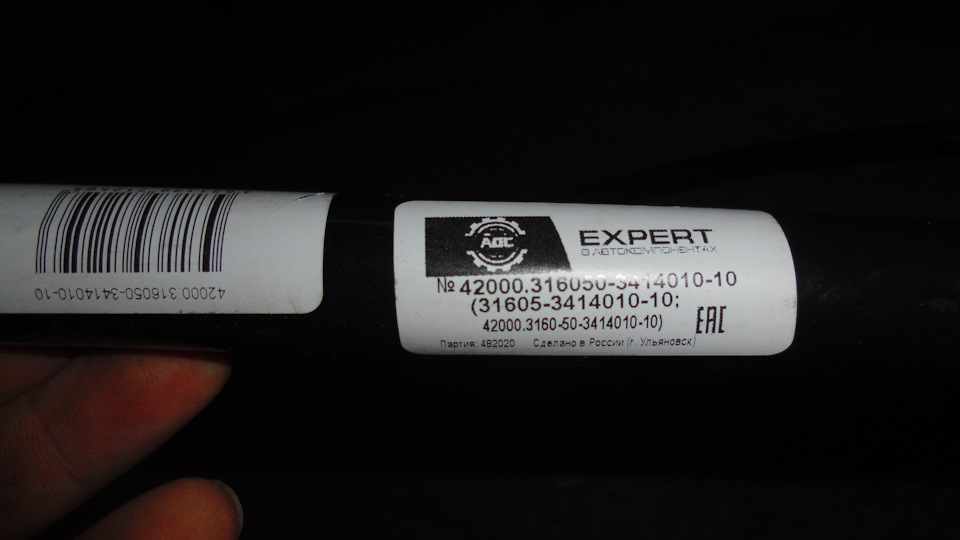 АДС
EXPERT
В АВТОКОМПОНЕНТАХ
№ 42000.316050-3414010-10
(31605-3414010-10;
42000.3160-50-3414010-10)
EAC
Партия: 482020 Сделано в России (г. Ульяновск)
42000.316050-3414010-10